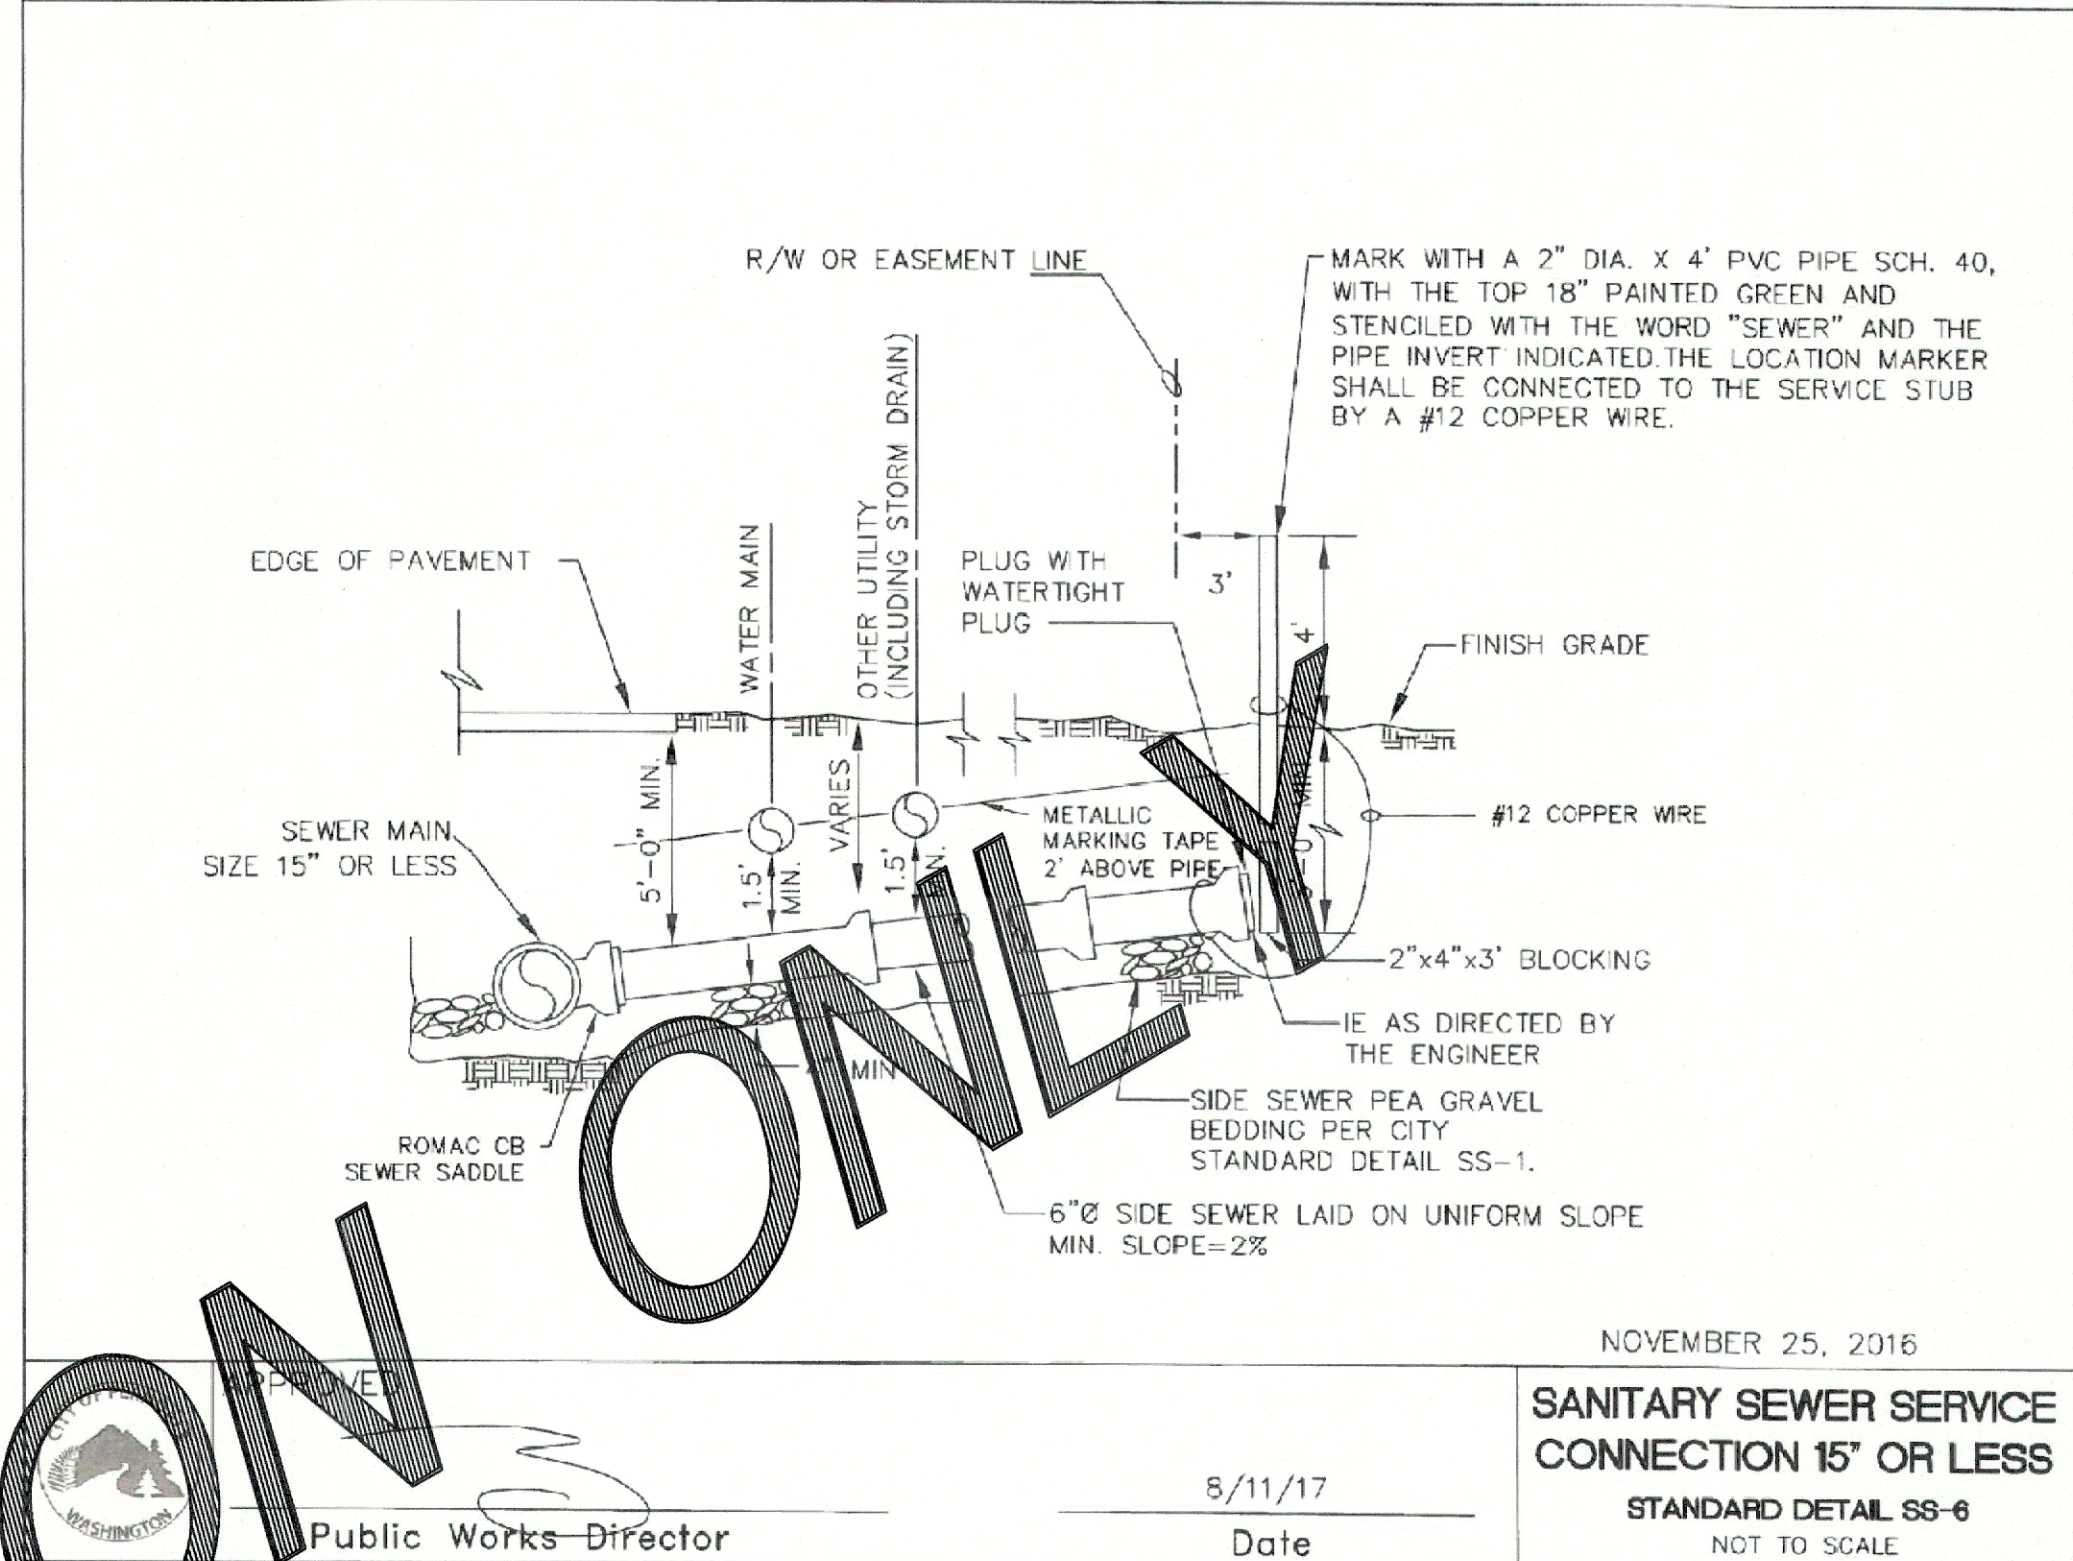 R/W OR EASEMENT LINE
MARK WITH A 2" DIA. X 4' PVC PIPE SCH. 40,
WITH THE TOP 18" PAINTED GREEN AND
STENCILED WITH THE WORD "SEWER" AND THE
PIPE INVERT INDICATED.THE LOCATION MARKER
SHALL BE CONNECTED TO THE SERVICE STUB
BY A #12 COPPER WIRE.
EDGE OF PAVEMENT
WATER MAIN
OTHER UTILITY
(INCLUDING STORM DRAIN)
PLUG WITH
WATERTIGHT
PLUG
3'
4'
FINISH GRADE
SEWER MAIN
SIZE 15" OR LESS
5'-0" MIN.
1.5'
MIN.
VARIES
1.5'
MIN.
METALLIC
MARKING TAPE
2' ABOVE PIPE
MIN
#12 COPPER WIRE
2"x4"x3' BLOCKING
IE AS DIRECTED BY
THE ENGINEER
MIN
SIDE SEWER PEA GRAVEL
BEDDING PER CITY
STANDARD DETAIL SS-1.
ROMAC CB
SEWER SADDLE
6"Ø SIDE SEWER LAID ON UNIFORM SLOPE
MIN. SLOPE=2%
ON ONLY
NOVEMBER 25, 2016
APPROVED
CITY OF
WASHINGTON
Public Works Director
8/11/17
Date
SANITARY SEWER SERVICE
CONNECTION 15" OR LESS
STANDARD DETAIL SS-6
NOT TO SCALE